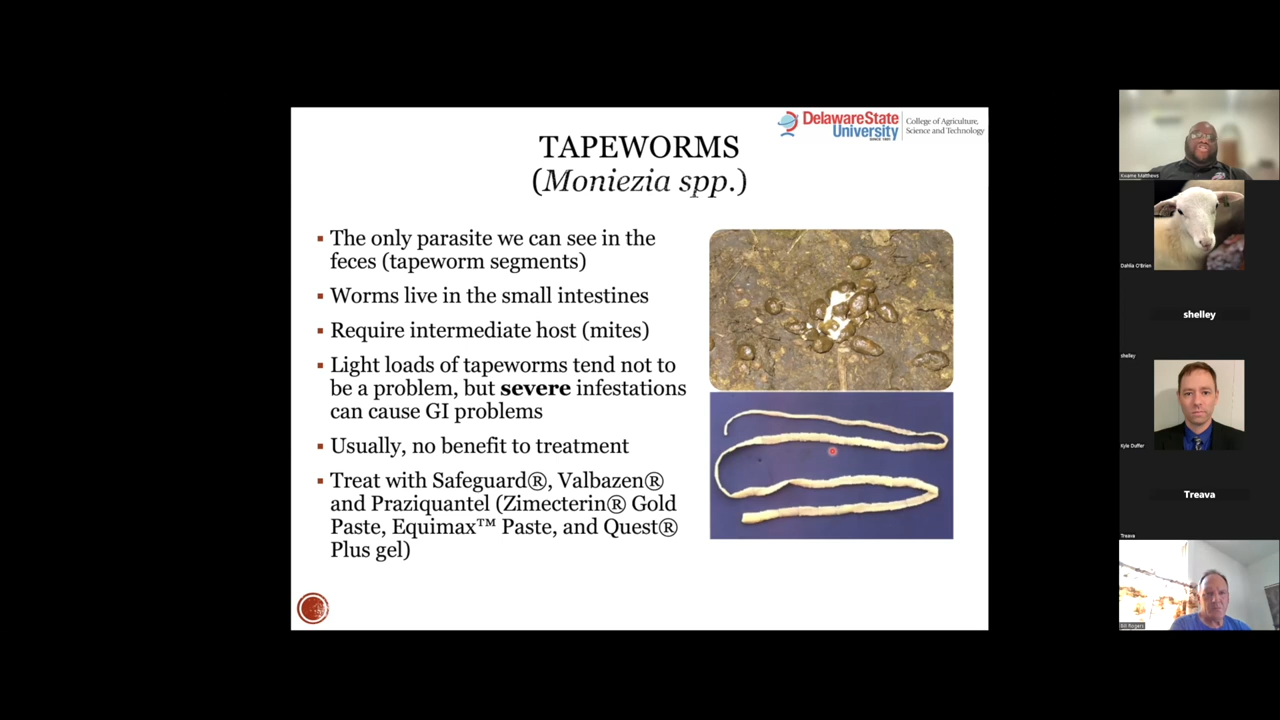 DelawareState
University
SINCE 1891
College of Agriculture,
Science and Technology
TAPEWORMS
(Moniezia spp.)
▪ The only parasite we can see in the
feces (tapeworm segments)
▪ Worms live in the small intestines
▪ Require intermediate host (mites)
▪ Light loads of tapeworms tend not to
be a problem, but severe infestations
can cause GI problems
▪ Usually, no benefit to treatment
▪ Treat with Safeguard®, Valbazen®
and Praziquantel (Zimecterin® Gold
Paste, Equimax™ Paste, and Quest®
Plus gel)
Kwame Matthews
Dahlia O'Brien
shelley
shelley
Kyle Duffer
Treava
Treava
Bill Rogers